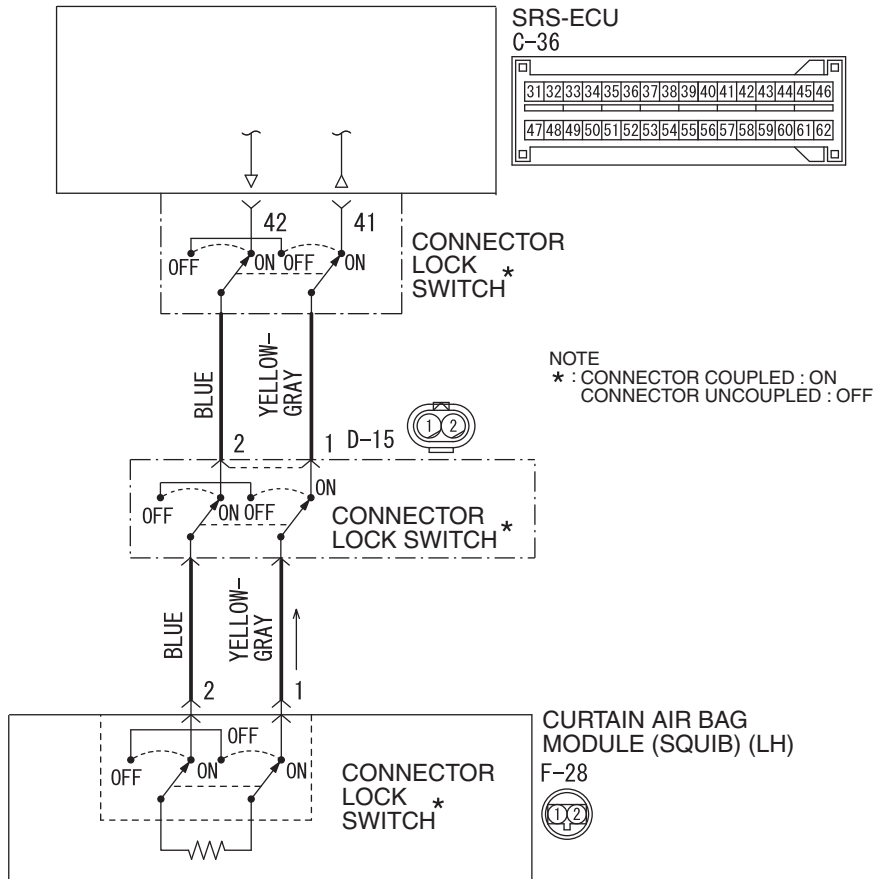 SRS-ECU
C-36
31 32 33 34 35 36 37 38 39 40 41 42 43 44 45 46
47 48 49 50 51 52 53 54 55 56 57 58 59 60 61 62
42
41
OFF
ON
OFF
ON
CONNECTOR
LOCK
SWITCH*
BLUE
YELLOW-
GRAY
NOTE
* : CONNECTOR COUPLED : ON
CONNECTOR UNCOUPLED : OFF
2
1
D-15
1 2
OFF
ON
OFF
ON
CONNECTOR
LOCK SWITCH*
BLUE
YELLOW-
GRAY
2
1
OFF
ON
OFF
ON
CONNECTOR
LOCK
SWITCH*
CURTAIN AIR BAG
MODULE (SQUIB) (LH)
F-28
1 2